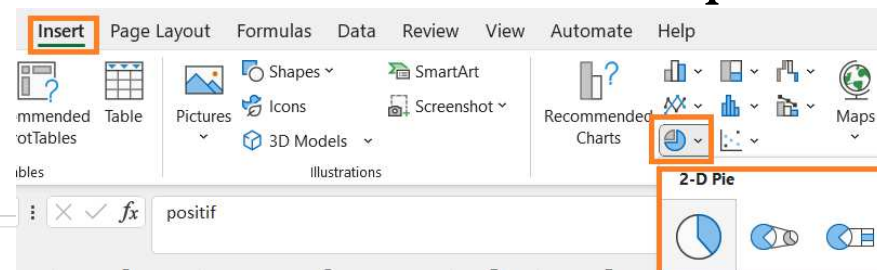 Insert Page Layout Formulas Data Review View Automate Help
Shapes SmartArt
Icons Screenshot
3D Models
mmended
rotTables
Table
Pictures
Recommended
Charts
Maps
bles
Illustrations
2-D Pie
fx positif